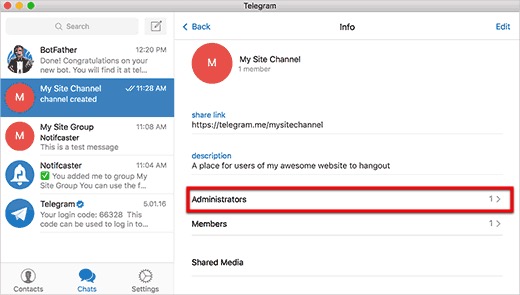 Telegram
Search
BotFather 12:20 PM
Done! Congratulations on
your new bot. You will find it at tel...
My Site Channel 11:28 AM
channel created
M
My Site Group 11:08 AM
Notifcaster
This is a test message
M
Notifcaster 11:04 AM
You added me to group My
Site Group You can use the f...
Telegram 5.01.16
Your login code: 66328 This
code can be used to log in to...
Contacts
Chats
Settings
Back
Info
Edit
M
My Site Channel
1 member
share link
https://telegram.me/mysitechannel
description
A place for users of my awesome website to hangout
Administrators 1
Members 1
Shared Media